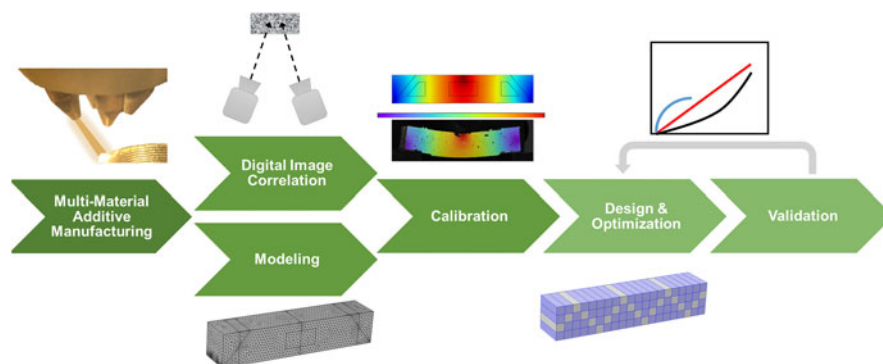 Multi-Material
Additive
Manufacturing
Digital Image
Correlation
Modeling
Calibration
Design &
Optimization
Validation